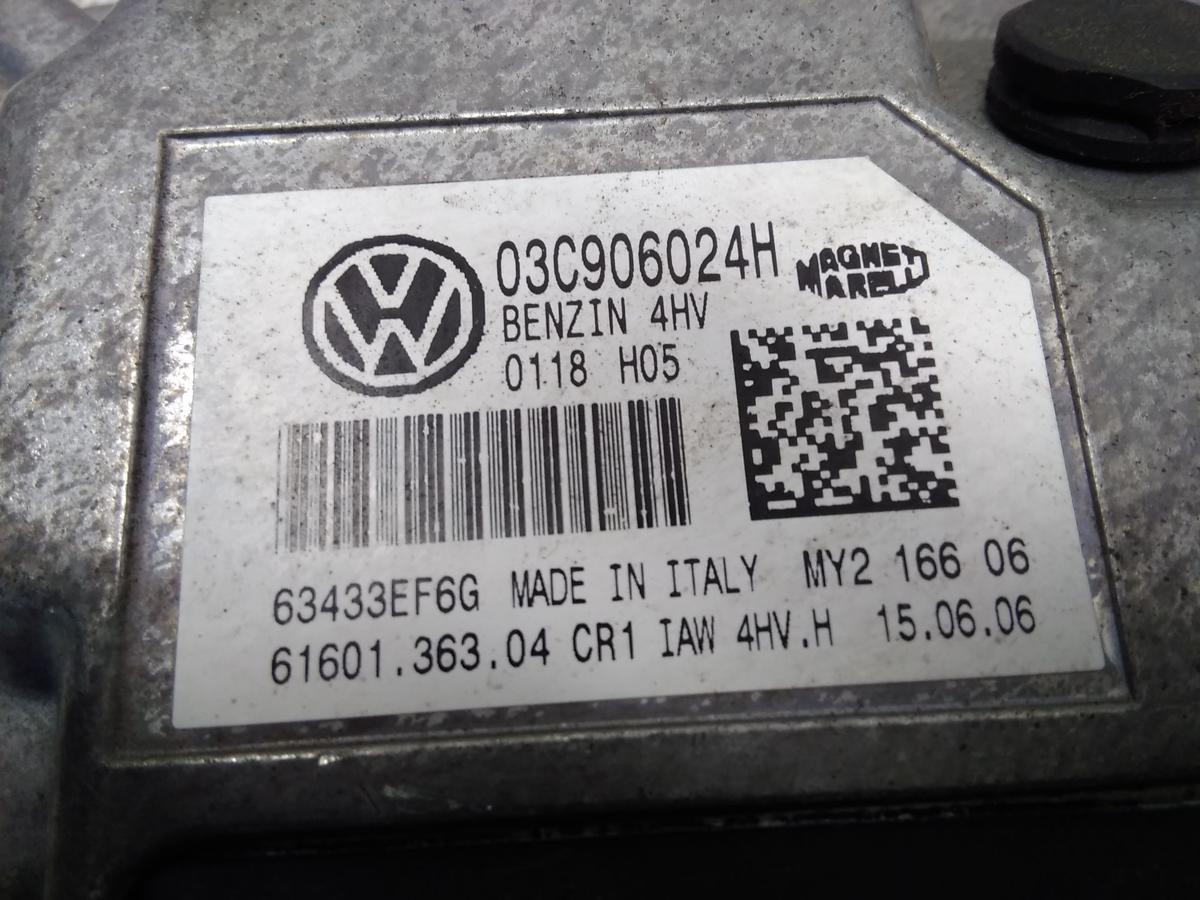 03C906024H
MAGNETI
MARELLI
BENZIN 4HV
0118 H05
63433EF6G MADE IN ITALY MY2 166 06
61601.363.04 CR1 IAW 4HV.H 15.06.06